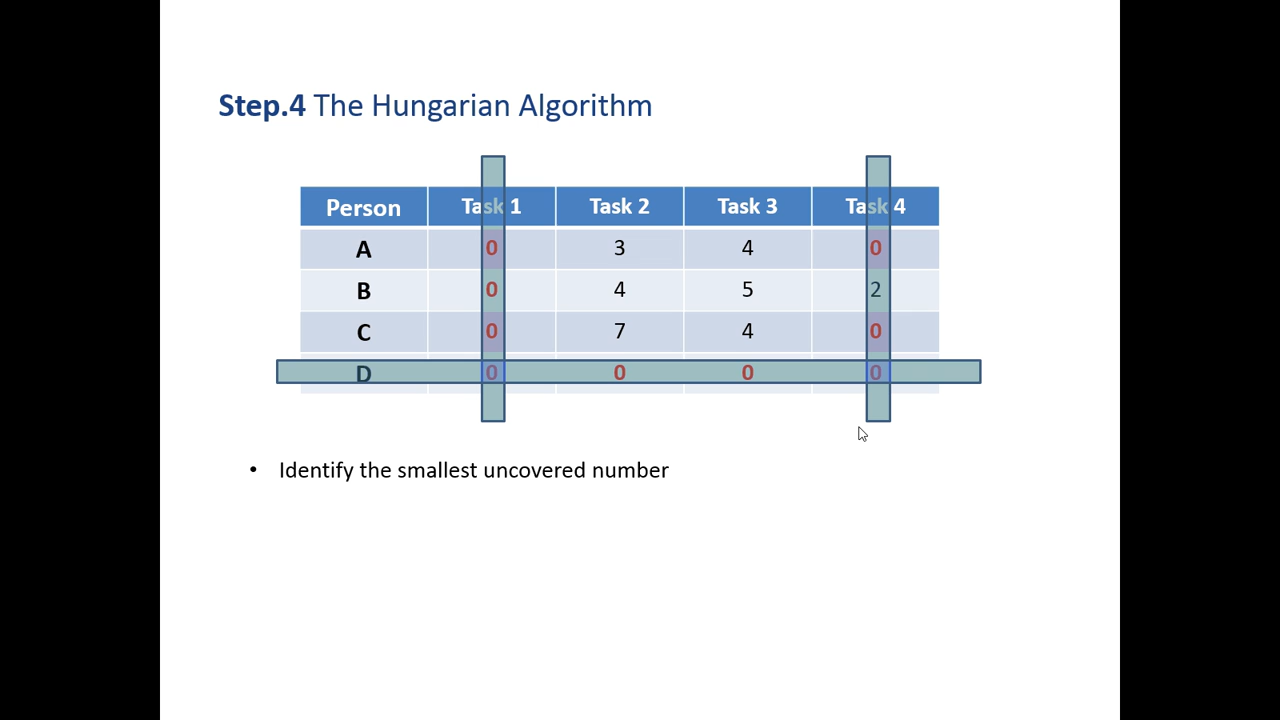 Step.4 The Hungarian Algorithm
Person Task 1 Task 2 Task 3 Task 4
A 0 3 4 0
B 0 4 5 2
C 0 7 4 0
D 0 0 0 0
• Identify the smallest uncovered number